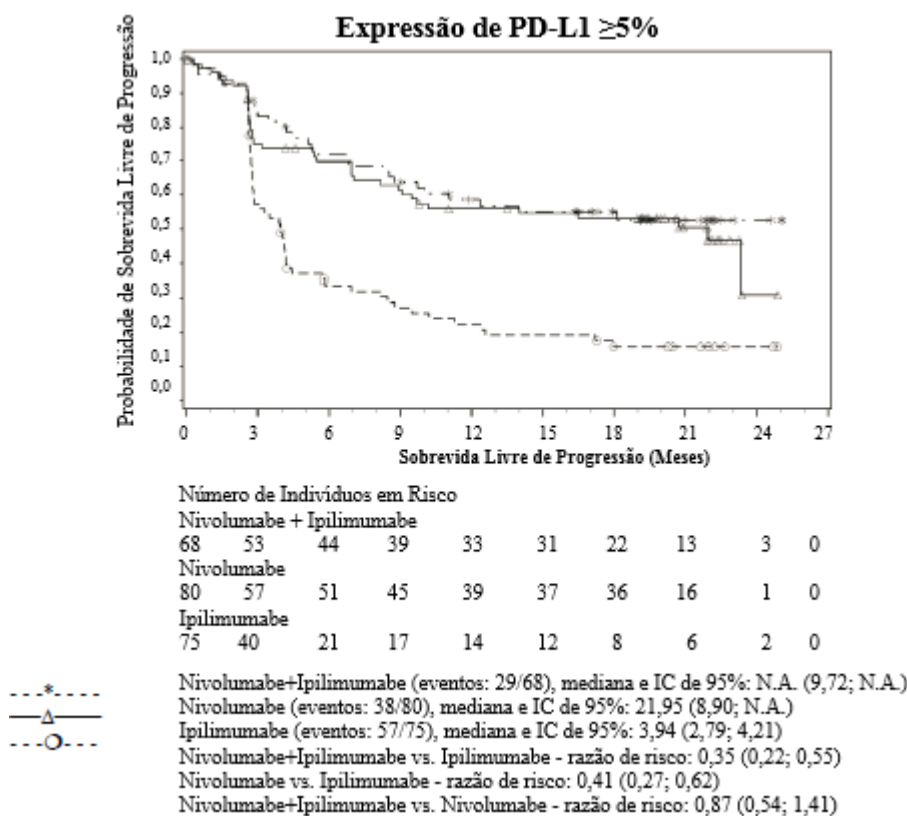 Expressão de PD-L1 ≥5%
Probabilidade de Sobrevida Livre de Progressão
1,0
0,9
0,8
0,7
0,6
0,5
0,4
0,3
0,2
0,1
0,0
0 3 6 9 12 15 18 21 24 27
Sobrevida Livre de Progressão (Meses)
Número de Indivíduos em Risco
Nivolumabe + Ipilimumabe
68 53 44 39 33 31 22 13 3 0
Nivolumabe
80 57 51 45 39 37 36 16 1 0
Ipilimumabe
75 40 21 17 14 12 8 6 2 0
Nivolumabe+Ipilimumabe (eventos: 29/68), mediana e IC de 95%: N.A. (9,72; N.A.)
Nivolumabe (eventos: 38/80), mediana e IC de 95%: 21,95 (8,90; N.A.)
Ipilimumabe (eventos: 57/75), mediana e IC de 95%: 3,94 (2,79; 4,21)
Nivolumabe+Ipilimumabe vs. Ipilimumabe - razão de risco: 0,35 (0,22; 0,55)
Nivolumabe vs. Ipilimumabe - razão de risco: 0,41 (0,27; 0,62)
Nivolumabe+Ipilimumabe vs. Nivolumabe - razão de risco: 0,87 (0,54; 1,41)